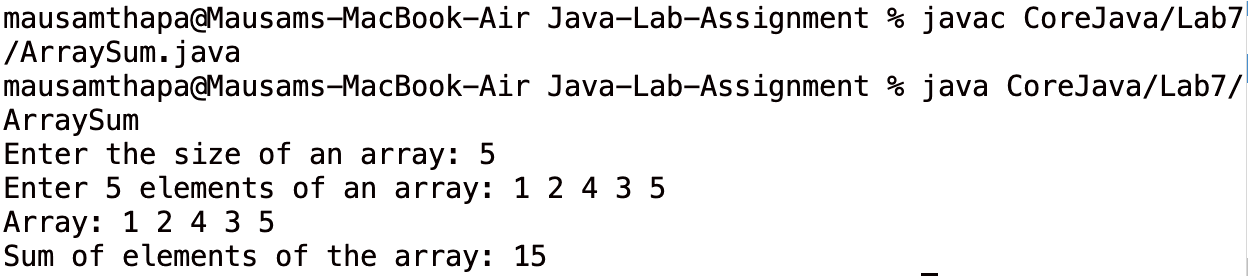 mausamthapa@Mausams-MacBook-Air Java-Lab-Assignment % javac CoreJava/Lab7
/ArraySum.java
mausamthapa@Mausams-MacBook-Air Java-Lab-Assignment % java CoreJava/Lab7/
ArraySum
Enter the size of an array: 5
Enter 5 elements of an array: 1 2 4 3 5
Array: 1 2 4 3 5
Sum of elements of the array: 15